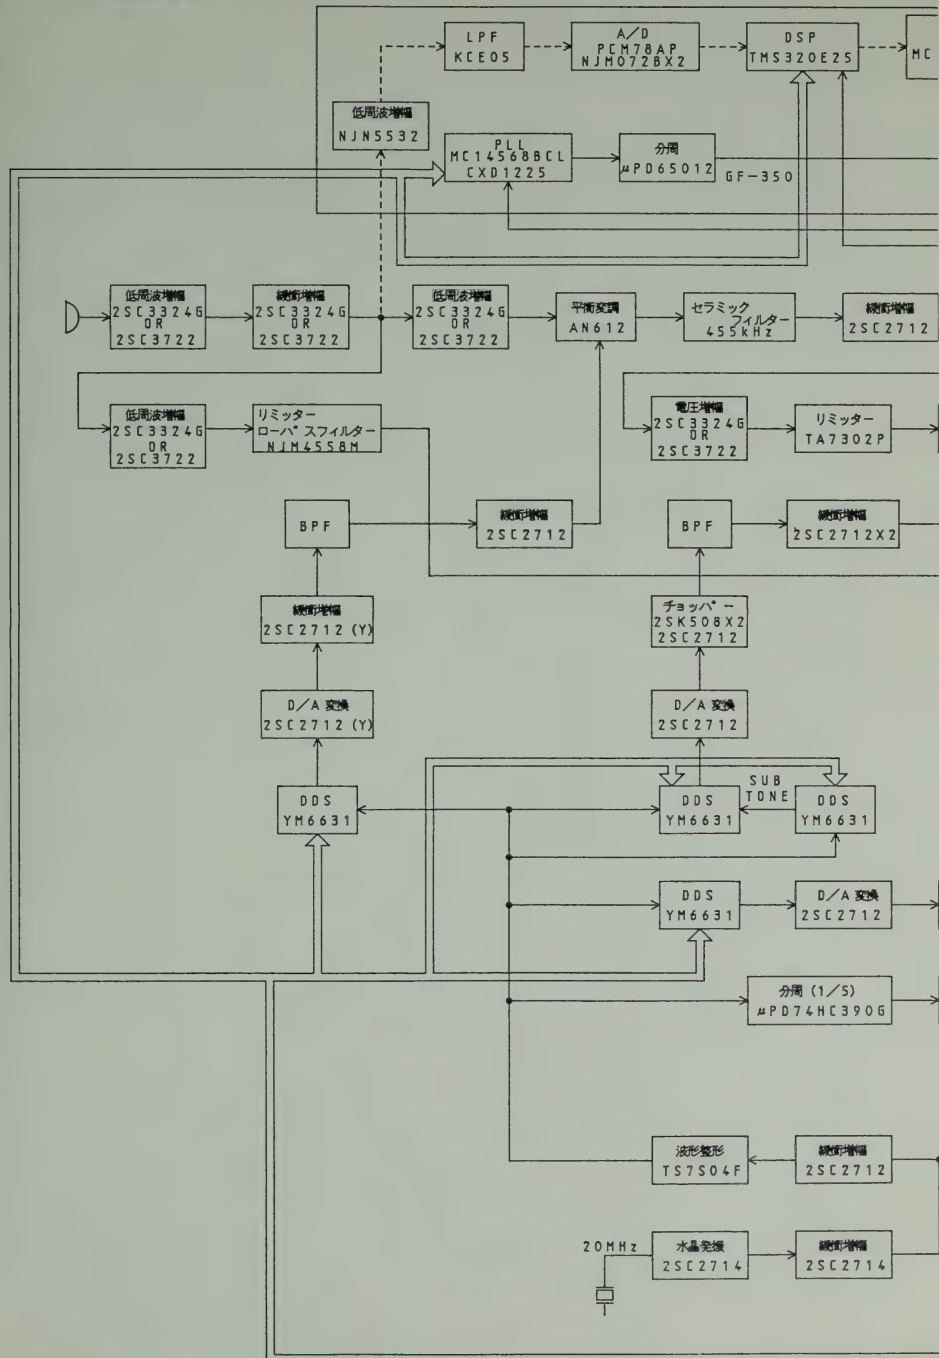 LPF
KCE05
A/D
PCM78AP
NJM072BX2
DSP
TMS320E25
MC
低周波増幅
NJN5532
PLL
MC14568BCL
CXD1225
分周
μPD65012
GF-350
低周波増幅
2SC3324G
OR
2SC3722
緩衝増幅
2SC3324G
OR
2SC3722
低周波増幅
2SC3324G
OR
2SC3722
平衡変調
AN612
セラミック
フィルター
455kHz
緩衝増幅
2SC2712
低周波増幅
2SC3324G
OR
2SC3722
リミッター
ローパスフィルター
NJM4558M
電圧増幅
2SC3324G
OR
2SC3722
リミッター
TA7302P
BPF
緩衝増幅
2SC2712
BPF
緩衝増幅
2SC2712X2
緩衝増幅
2SC2712(Y)
チョッパー
2SK508X2
2SC2712
D/A変換
2SC2712(Y)
D/A変換
2SC2712
DDS
YM6631
DDS
YM6631
SUB
TONE
DDS
YM6631
DDS
YM6631
D/A変換
2SC2712
分周(1/5)
μPD74HC390G
波形整形
TS7S04F
緩衝増幅
2SC2712
20MHz
水晶発振
2SC2714
緩衝増幅
2SC2714